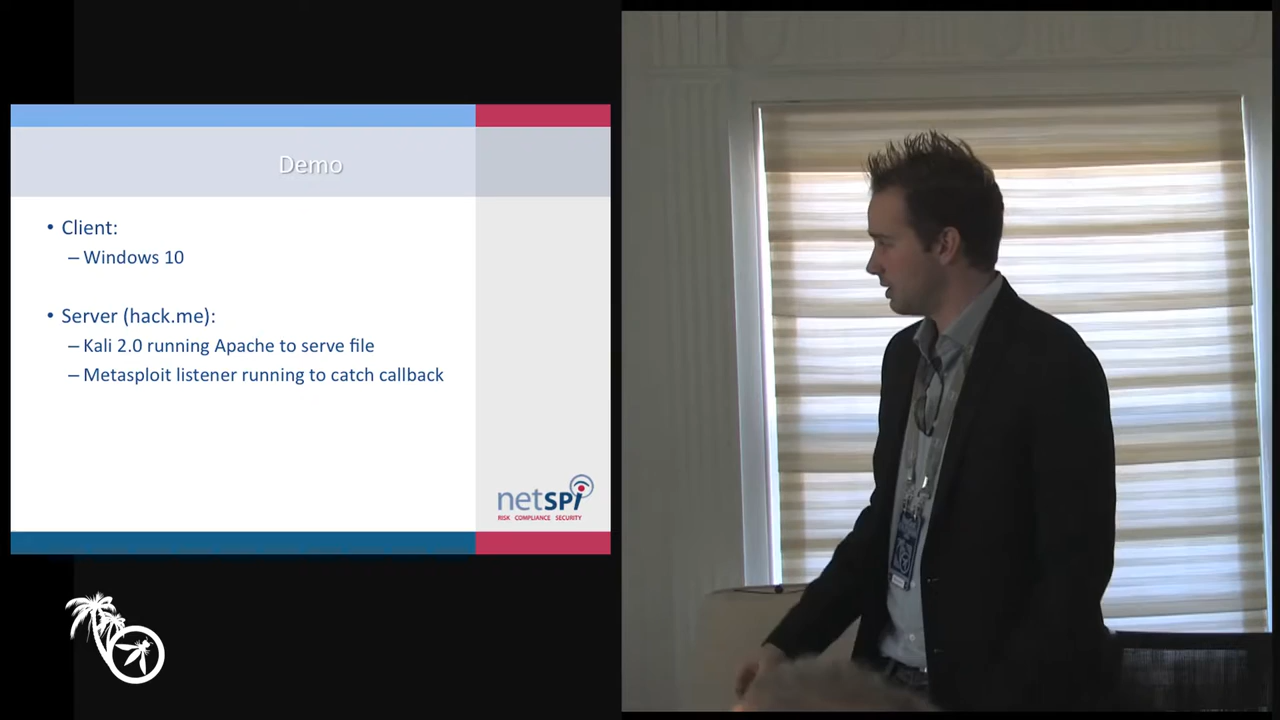 Demo
• Client:
– Windows 10
• Server (hack.me):
– Kali 2.0 running Apache to serve file
– Metasploit listener running to catch callback
netSPI
RISK COMPLIANCE SECURITY